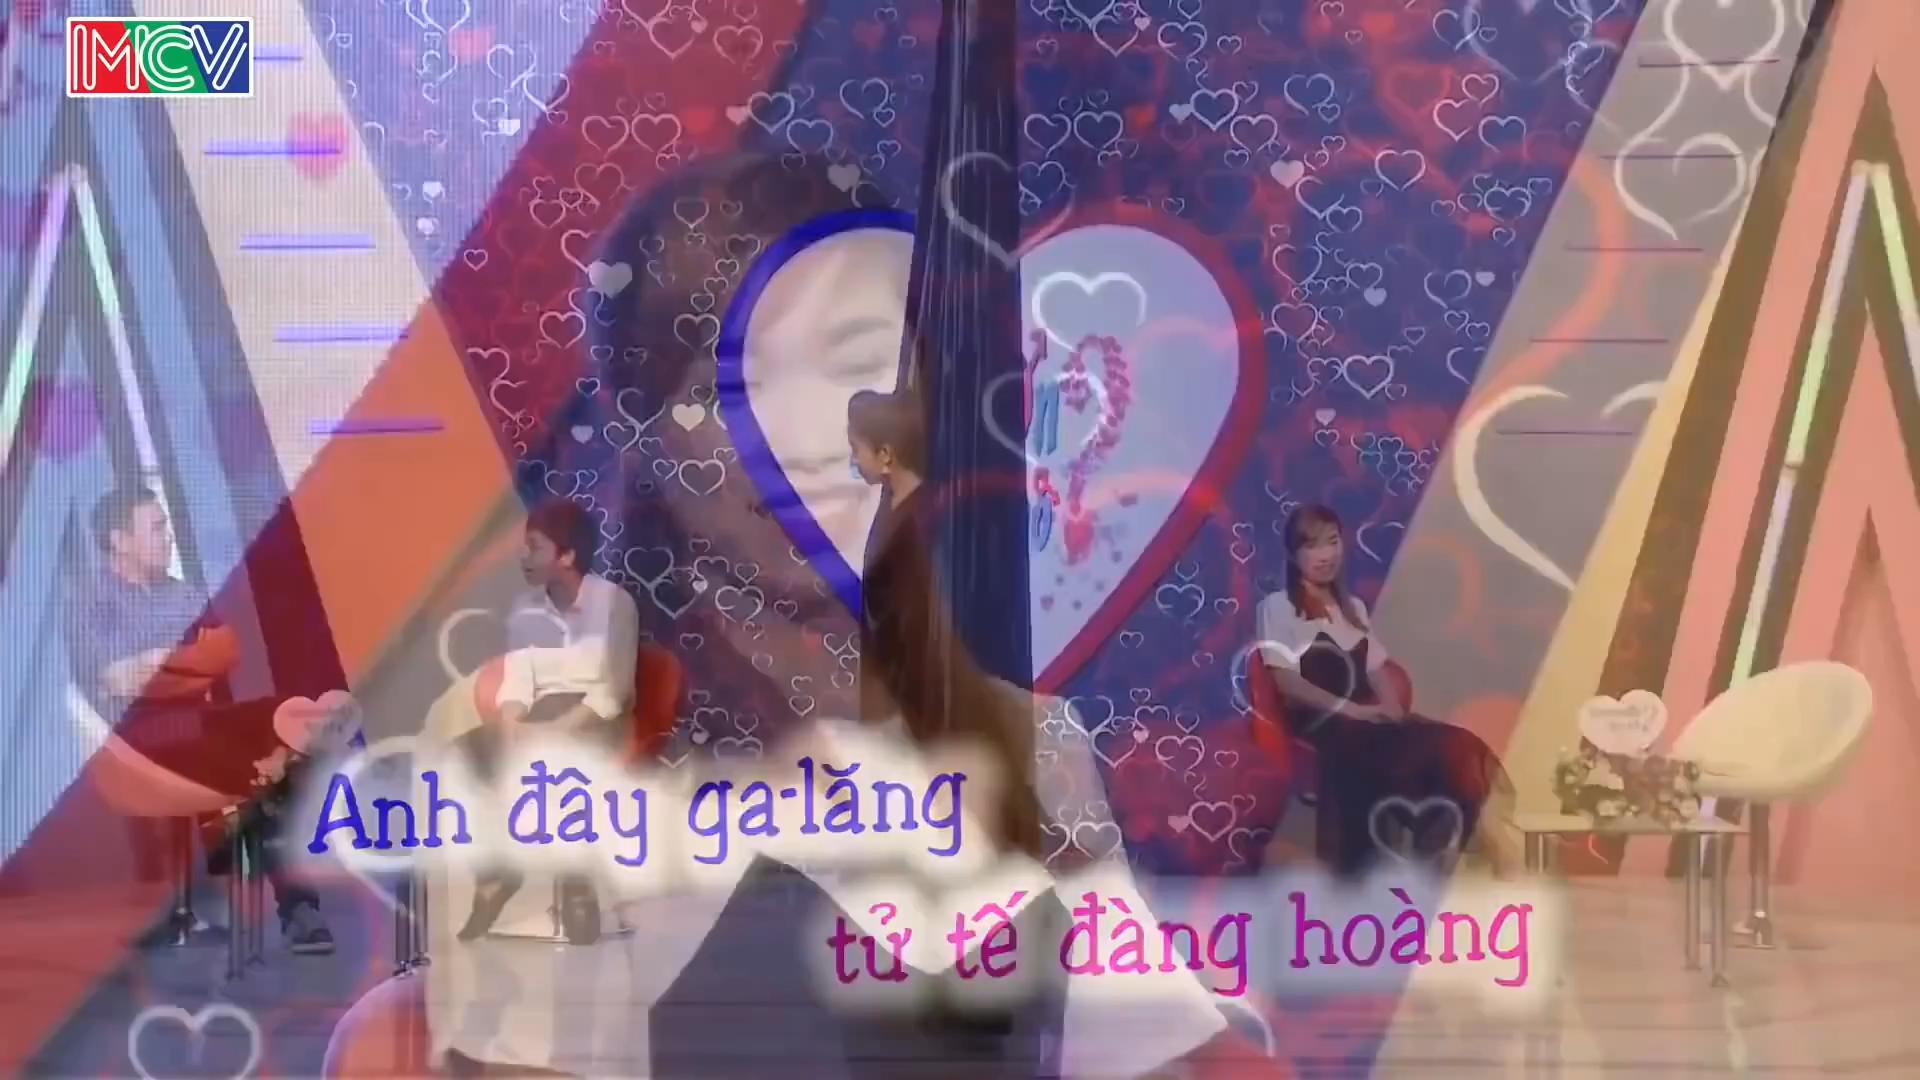 MCV
Anh đây ga-lăng
tử tế đàng hoàng